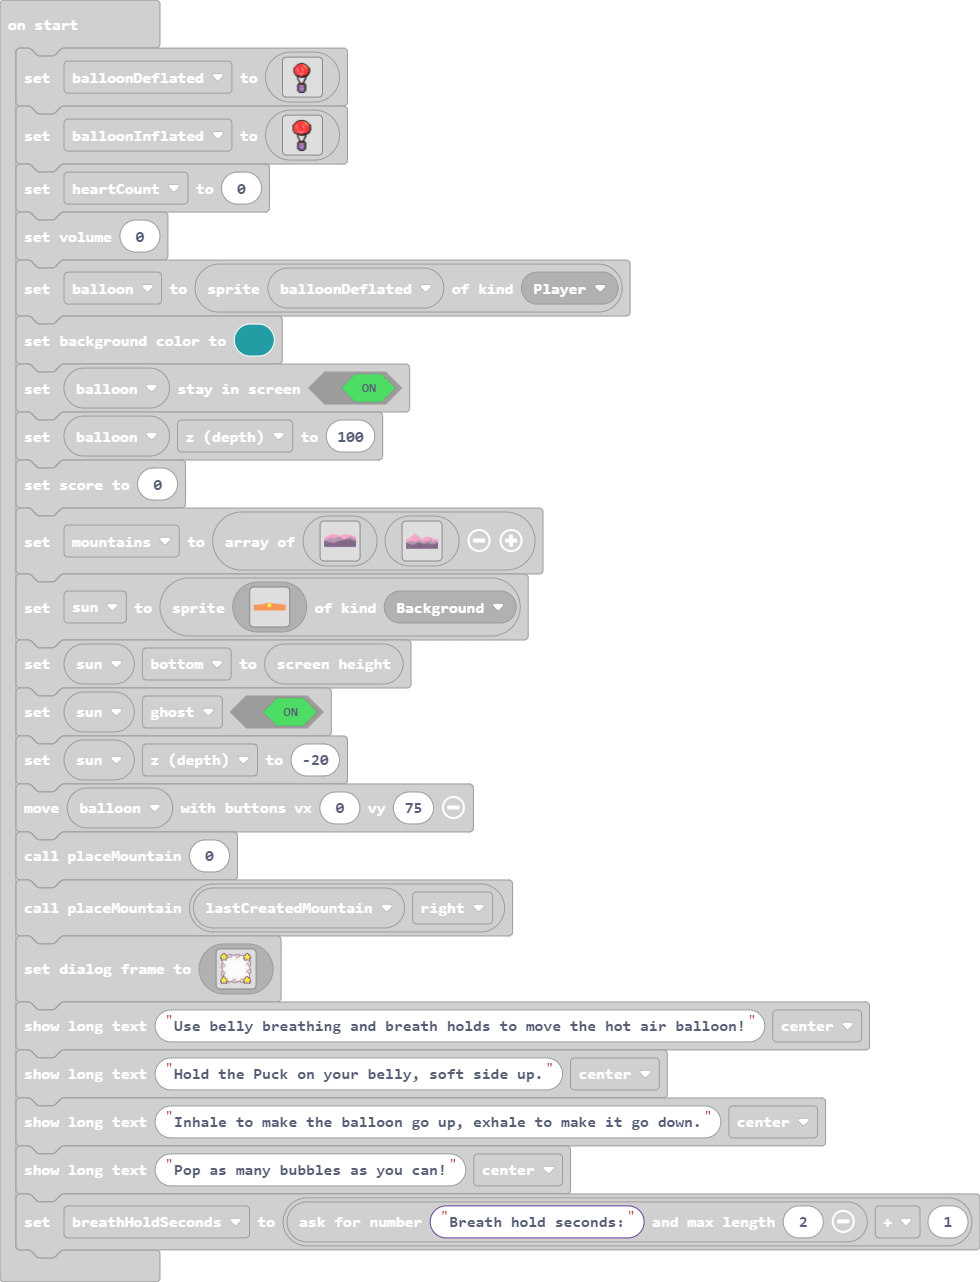 on start
set balloonDeflated to
set balloonInflated to
set heartCount to 0
set volume 0
set balloon to sprite balloonDeflated of kind Player
set background color to
set balloon stay in screen ON
set balloon z (depth) to 100
set score to 0
set mountains to array of
set sun to sprite of kind Background
set sun bottom to screen height
set sun ghost ON
set sun z (depth) to -20
move balloon with buttons vx 0 vy 75
call placeMountain 0
call placeMountain lastCreatedMountain right
set dialog frame to
show long text "Use belly breathing and breath holds to move the hot air balloon!" center
show long text "Hold the Puck on your belly, soft side up." center
show long text "Inhale to make the balloon go up, exhale to make it go down." center
show long text "Pop as many bubbles as you can!" center
set breathHoldSeconds to ask for number "Breath hold seconds:" and max length 2 + 1